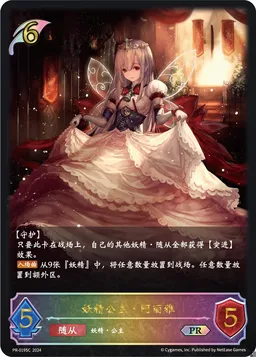 6
【守护】
只要此卡在战场上，自己的其他妖精·随从全部获得【突进】
效果。
入场曲 从9张『妖精』中，将任意数量放置到战场，任意数量
放置到额外区。
妖精公主·阿丽雅
5
随从
妖精·公主
PR
5
PR-019SC 2024
© Cygames, Inc. Published by NetEase Games